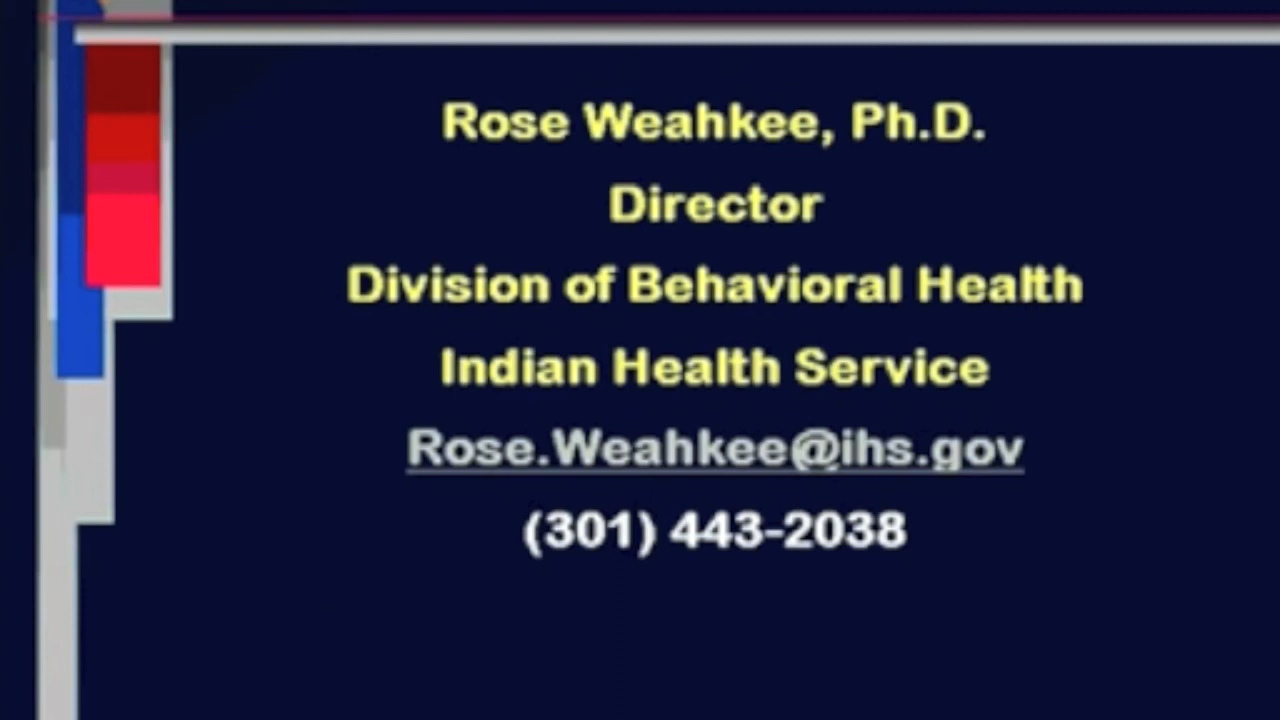 Rose Weahkee, Ph.D.
Director
Division of Behavioral Health
Indian Health Service
Rose.Weahkee@ihs.gov
(301) 443-2038